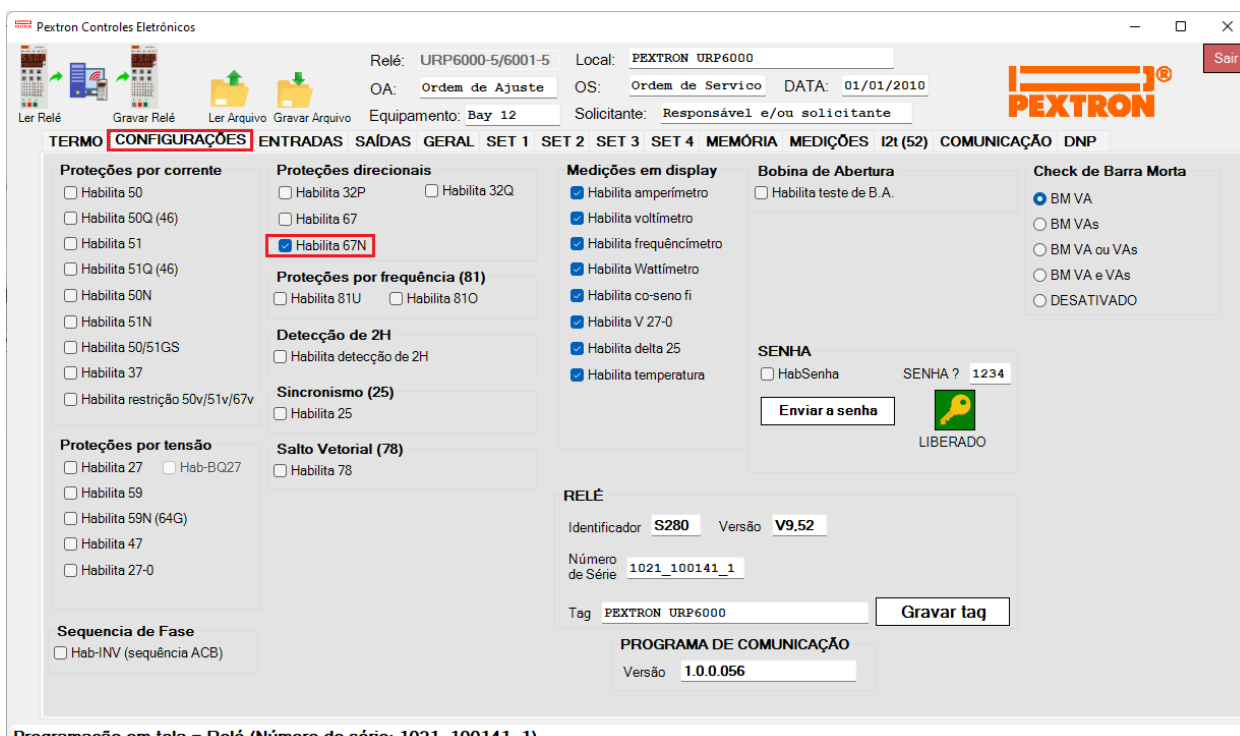 PEXTRON Pextron Controles Eletrônicos
Relé: URP6000-5/6001-5 Local: PEXTRON URP6000 Sair
OA: Ordem de Ajuste OS: Ordem de Servico DATA: 01/01/2010
Equipamento: Bay 12 Solicitante: Responsável e/ou solicitante
PEXTRON®
Ler Relé Gravar Relé Ler Arquivo Gravar Arquivo
TERMO CONFIGURAÇÕES ENTRADAS SAÍDAS GERAL SET 1 SET 2 SET 3 SET 4 MEMÓRIA MEDIÇÕES I2t (52) COMUNICAÇÃO DNP
Proteções por corrente
Habilita 50
Habilita 50Q (46)
Habilita 51
Habilita 51Q (46)
Habilita 50N
Habilita 51N
Habilita 50/51GS
Habilita 37
Habilita restrição 50v/51v/67v
Proteções por tensão
Habilita 27 Hab-BQ27
Habilita 59
Habilita 59N (64G)
Habilita 47
Habilita 27-0
Sequencia de Fase
Hab-INV (sequência ACB)
Proteções direcionais
Habilita 32P Habilita 32Q
Habilita 67
Habilita 67N
Proteções por frequência (81)
Habilita 81U Habilita 81O
Detecção de 2H
Habilita detecção de 2H
Sincronismo (25)
Habilita 25
Salto Vetorial (78)
Habilita 78
Medições em display
Habilita amperímetro
Habilita voltímetro
Habilita frequêncímetro
Habilita Wattímetro
Habilita co-seno fi
Habilita V 27-0
Habilita delta 25
Habilita temperatura
Bobina de Abertura
Habilita teste de B.A.
SENHA
HabSenha SENHA ? 1234
Enviar a senha
LIBERADO
Check de Barra Morta
BM VA
BM VAs
BM VA ou VAs
BM VA e VAs
DESATIVADO
RELÉ
Identificador S280 Versão V9,52
Número
de Série 1021_100141_1
Tag PEXTRON URP6000 Gravar tag
PROGRAMA DE COMUNICAÇÃO
Versão 1.0.0.056
Programação em tela = Relé (Número de série: 1021_100141_1)